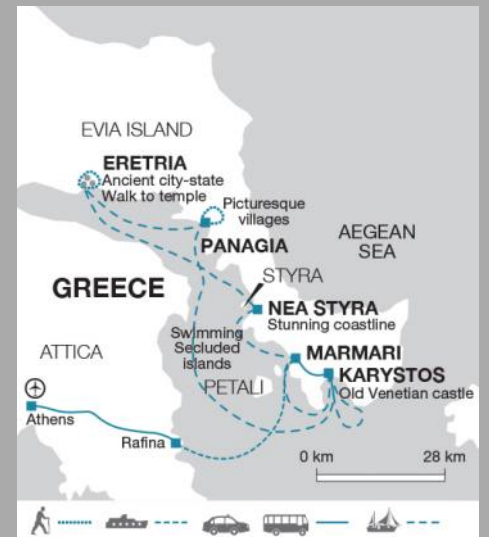 EVIA ISLAND
ERETRIA
Ancient city-state
Walk to temple
Picturesque
villages
PANAGIA
AEGEAN
SEA
STYRA
GREECE
NEA STYRA
Stunning coastline
Swimming
Secluded
islands
ATTICA
MARMARI
PETALI
KARYSTOS
Old Venetian castle
Athens
Rafina
0 km
28 km